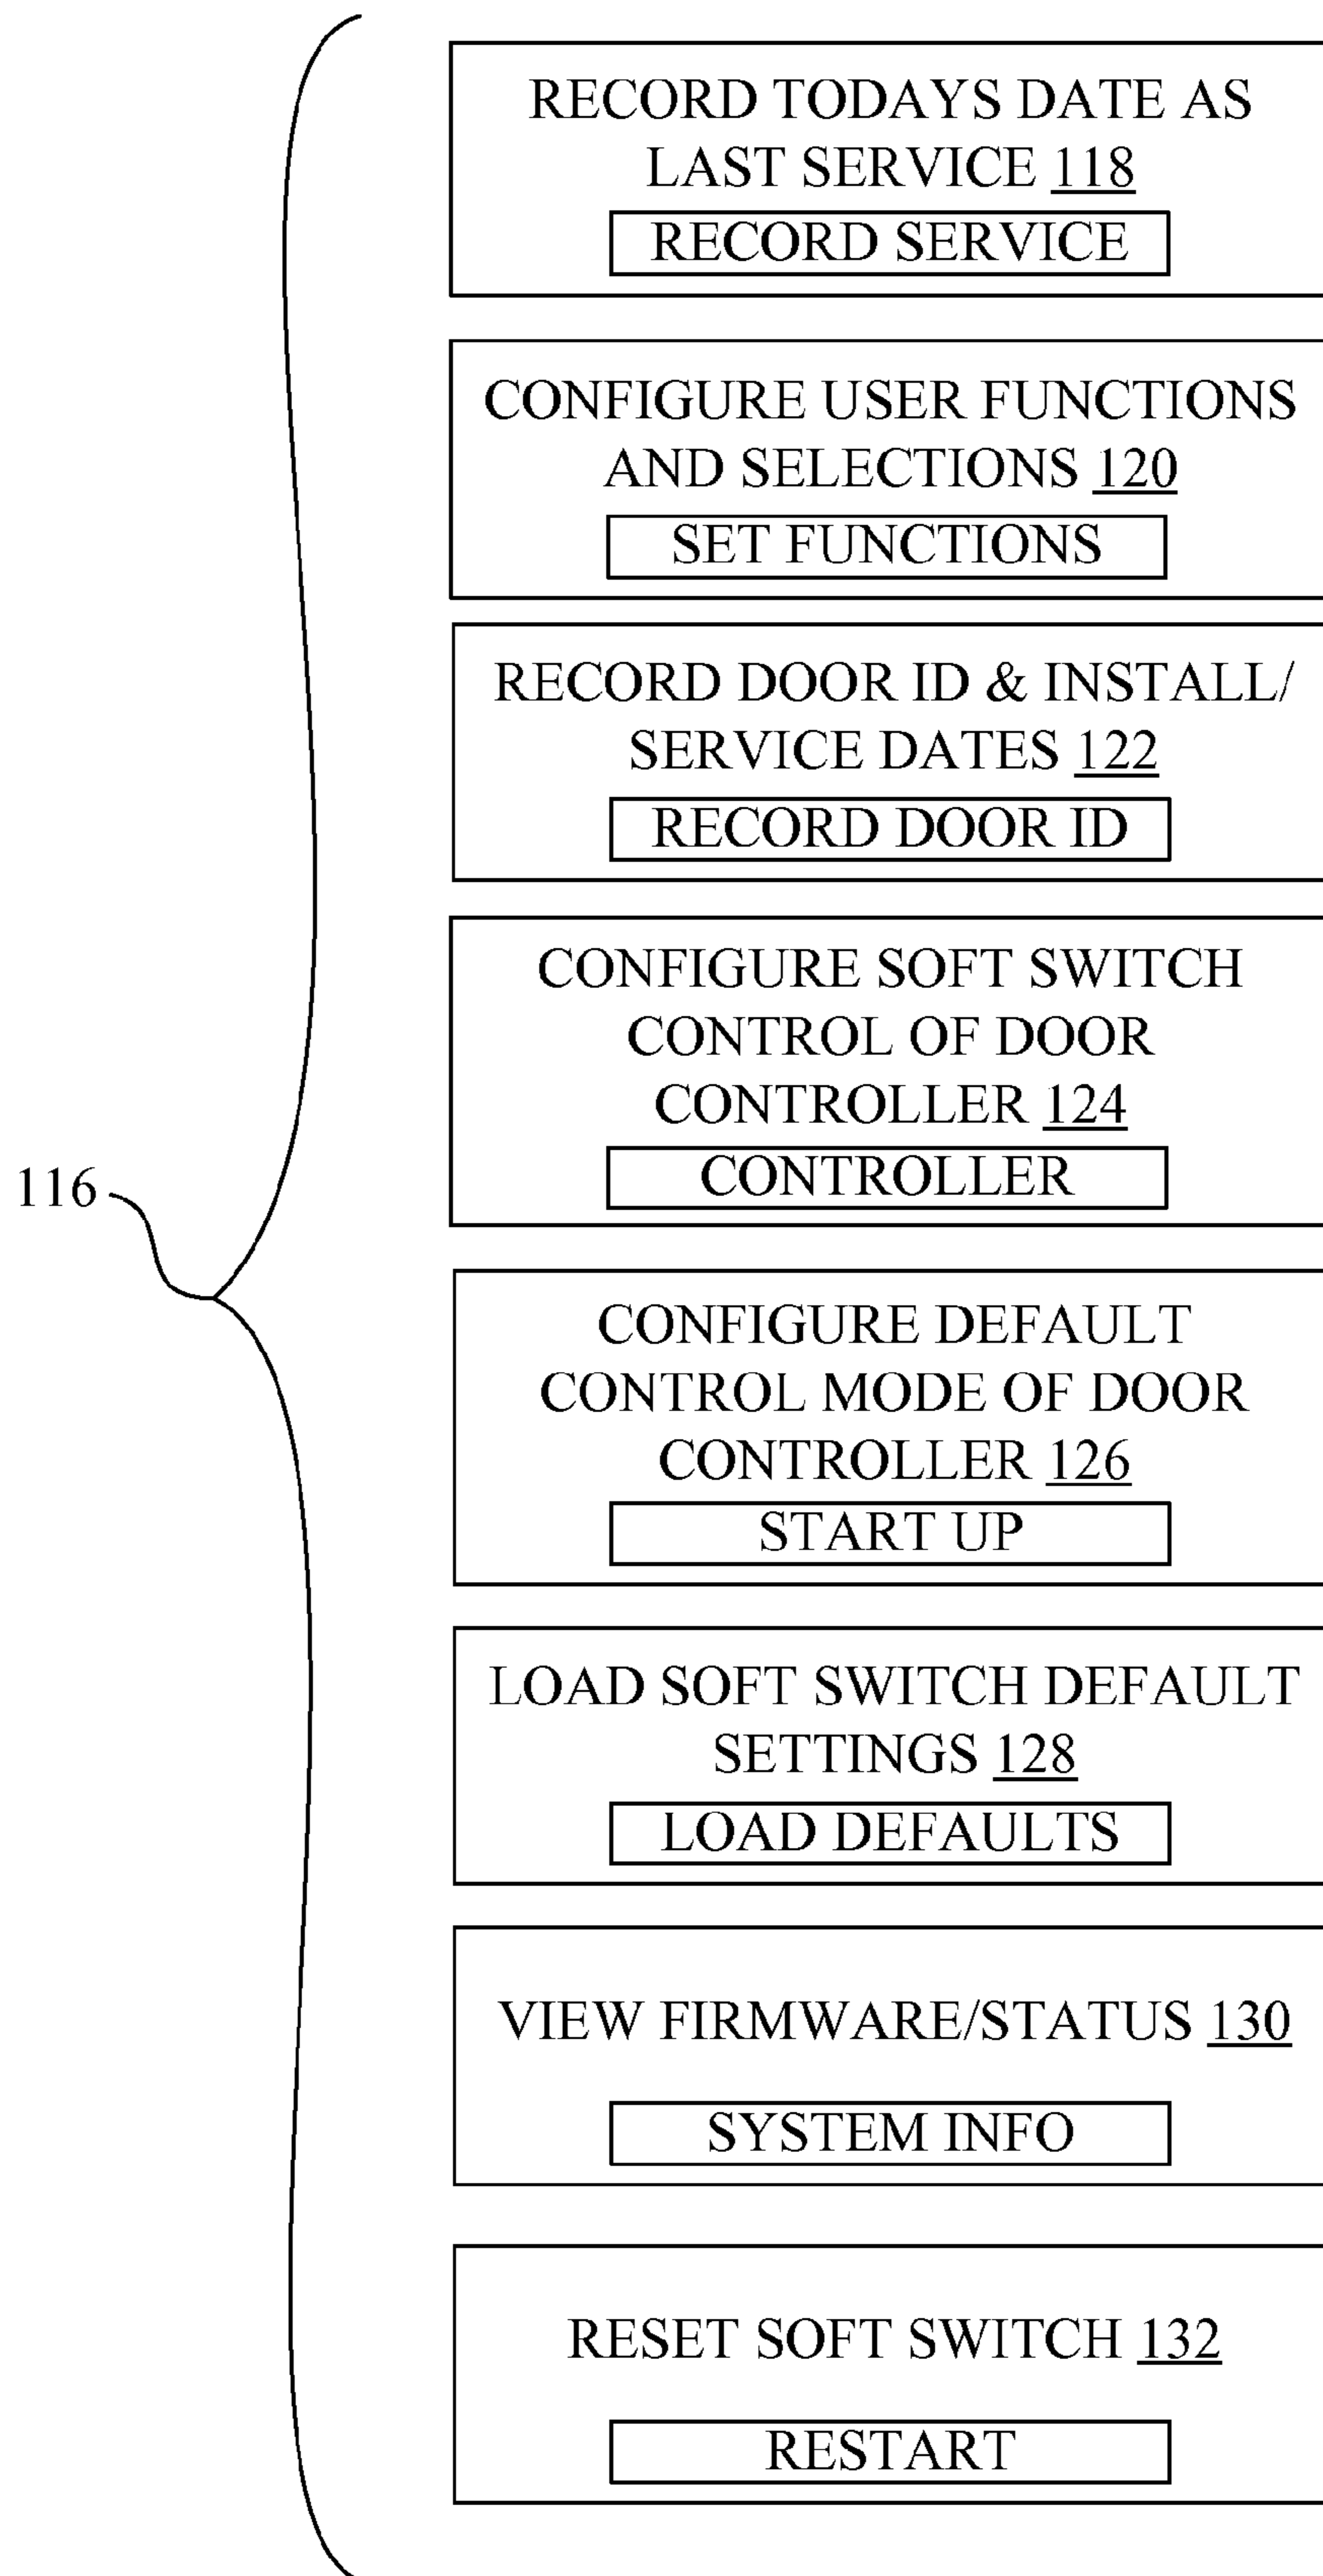 RECORD TODAYS DATE AS
LAST SERVICE 118
RECORD SERVICE
CONFIGURE USER FUNCTIONS
AND SELECTIONS 120
SET FUNCTIONS
RECORD DOOR ID & INSTALL/
SERVICE DATES 122
RECORD DOOR ID
CONFIGURE SOFT SWITCH
CONTROL OF DOOR
CONTROLLER 124
CONTROLLER
116
CONFIGURE DEFAULT
CONTROL MODE OF DOOR
CONTROLLER 126
START UP
LOAD SOFT SWITCH DEFAULT
SETTINGS 128
LOAD DEFAULTS
VIEW FIRMWARE/STATUS 130
SYSTEM INFO
RESET SOFT SWITCH 132
RESTART